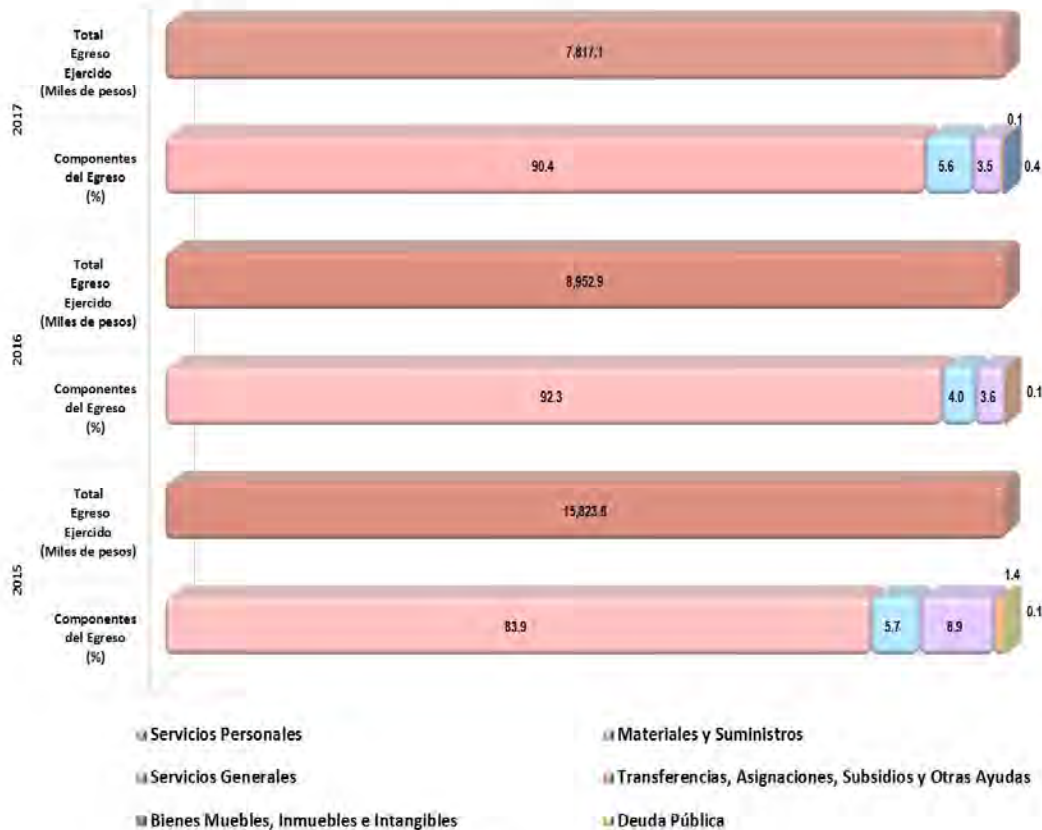 2017
Total
Egreso
Ejercido
(Miles de pesos)
7,817.1
Componentes
del Egreso
(%)
90.4
5.6
3.5
0.1
0.4
2016
Total
Egreso
Ejercido
(Miles de pesos)
8,952.9
Componentes
del Egreso
(%)
92.3
4.0
3.6
0.1
2015
Total
Egreso
Ejercido
(Miles de pesos)
15,823.6
Componentes
del Egreso
(%)
83.9
5.7
8.9
1.4
0.1
Servicios Personales
Materiales y Suministros
Servicios Generales
Transferencias, Asignaciones, Subsidios y Otras Ayudas
Bienes Muebles, Inmuebles e Intangibles
Deuda Pública